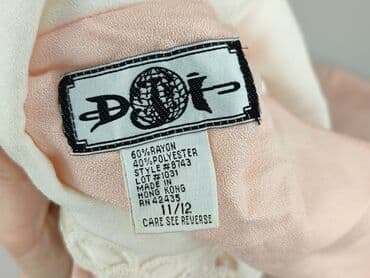 DSI
60% RAYON
40% POLYESTER
STYLE #8743
LOT #1031
MADE IN
HONG KONG
RN 42435
11/12
CARE SEE REVERSE